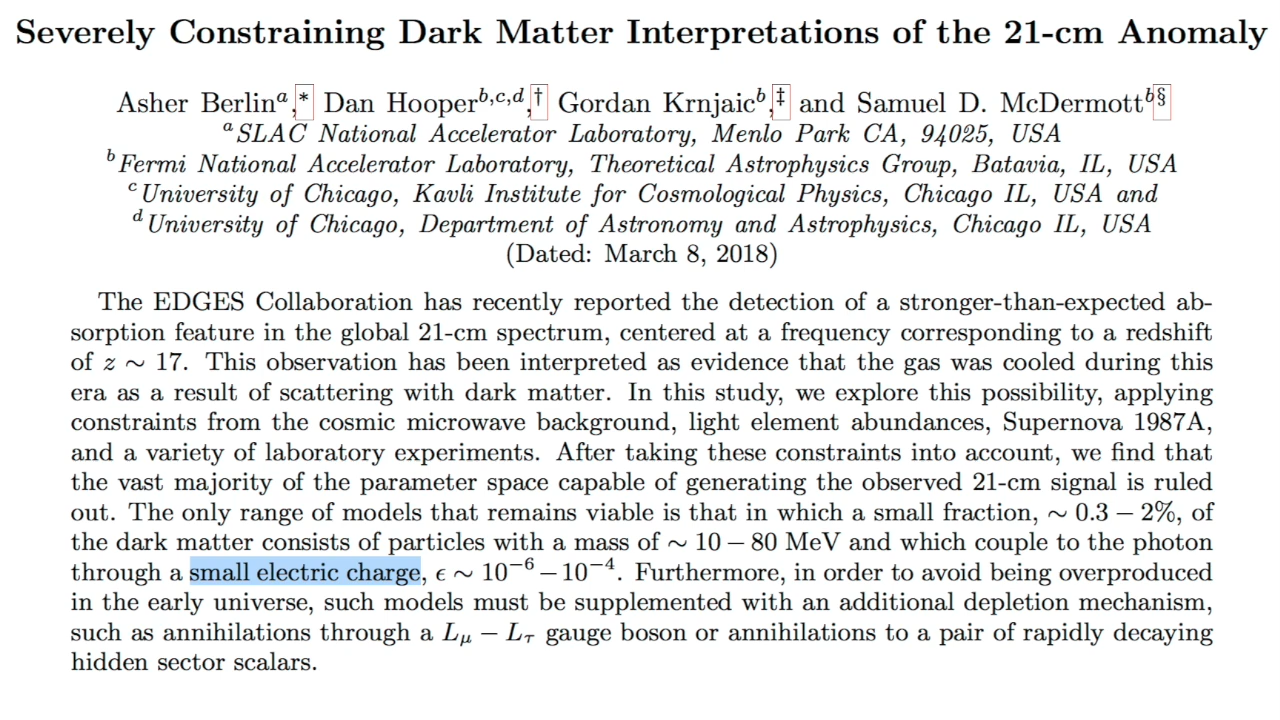 Severely Constraining Dark Matter Interpretations of the 21-cm Anomaly
Asher Berlinᵃ,* Dan Hooperᵇ,ᶜ,ᵈ,† Gordan Krnjaicᵇ,‡ and Samuel D. McDermottᵇ§
ᵃ SLAC National Accelerator Laboratory, Menlo Park CA, 94025, USA
ᵇ Fermi National Accelerator Laboratory, Theoretical Astrophysics Group, Batavia, IL, USA
ᶜ University of Chicago, Kavli Institute for Cosmological Physics, Chicago IL, USA and
ᵈ University of Chicago, Department of Astronomy and Astrophysics, Chicago IL, USA
(Dated: March 8, 2018)
The EDGES Collaboration has recently reported the detection of a stronger-than-expected ab-
sorption feature in the global 21-cm spectrum, centered at a frequency corresponding to a redshift
of z ∼ 17. This observation has been interpreted as evidence that the gas was cooled during this
era as a result of scattering with dark matter. In this study, we explore this possibility, applying
constraints from the cosmic microwave background, light element abundances, Supernova 1987A,
and a variety of laboratory experiments. After taking these constraints into account, we find that
the vast majority of the parameter space capable of generating the observed 21-cm signal is ruled
out. The only range of models that remains viable is that in which a small fraction, ∼ 0.3 – 2%, of
the dark matter consists of particles with a mass of ∼ 10 – 80 MeV and which couple to the photon
through a small electric charge, ϵ ∼ 10⁻⁶ – 10⁻⁴. Furthermore, in order to avoid being overproduced
in the early universe, such models must be supplemented with an additional depletion mechanism,
such as annihilations through a Lμ − Lτ gauge boson or annihilations to a pair of rapidly decaying
hidden sector scalars.